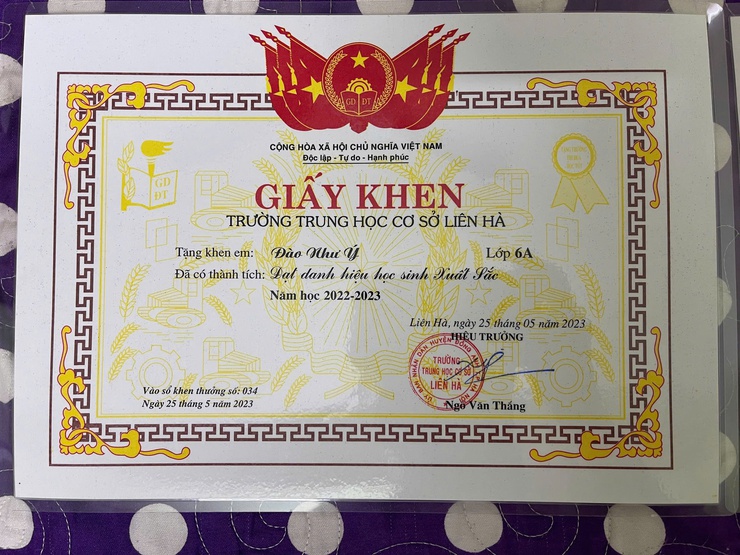 GD ĐT
CỘNG HÒA XÃ HỘI CHỦ NGHĨA VIỆT NAM
Độc lập - Tự do - Hạnh phúc
GD
ĐT
GIẤY KHEN
TRƯỜNG TRUNG HỌC CƠ SỞ LIÊN HÀ
Tặng khen em: Đào Như Ý Lớp 6A
Đã có thành tích: Đạt danh hiệu học sinh Xuất Sắc
Năm học 2022-2023
Liên Hà, ngày 25 tháng 05 năm 2023
HIỆU TRƯỞNG
TRƯỜNG
TRUNG HỌC CƠ SỞ
LIÊN HÀ
Ngô Văn Thắng
Vào sổ khen thưởng số: 034
Ngày 25 tháng 5 năm 2023